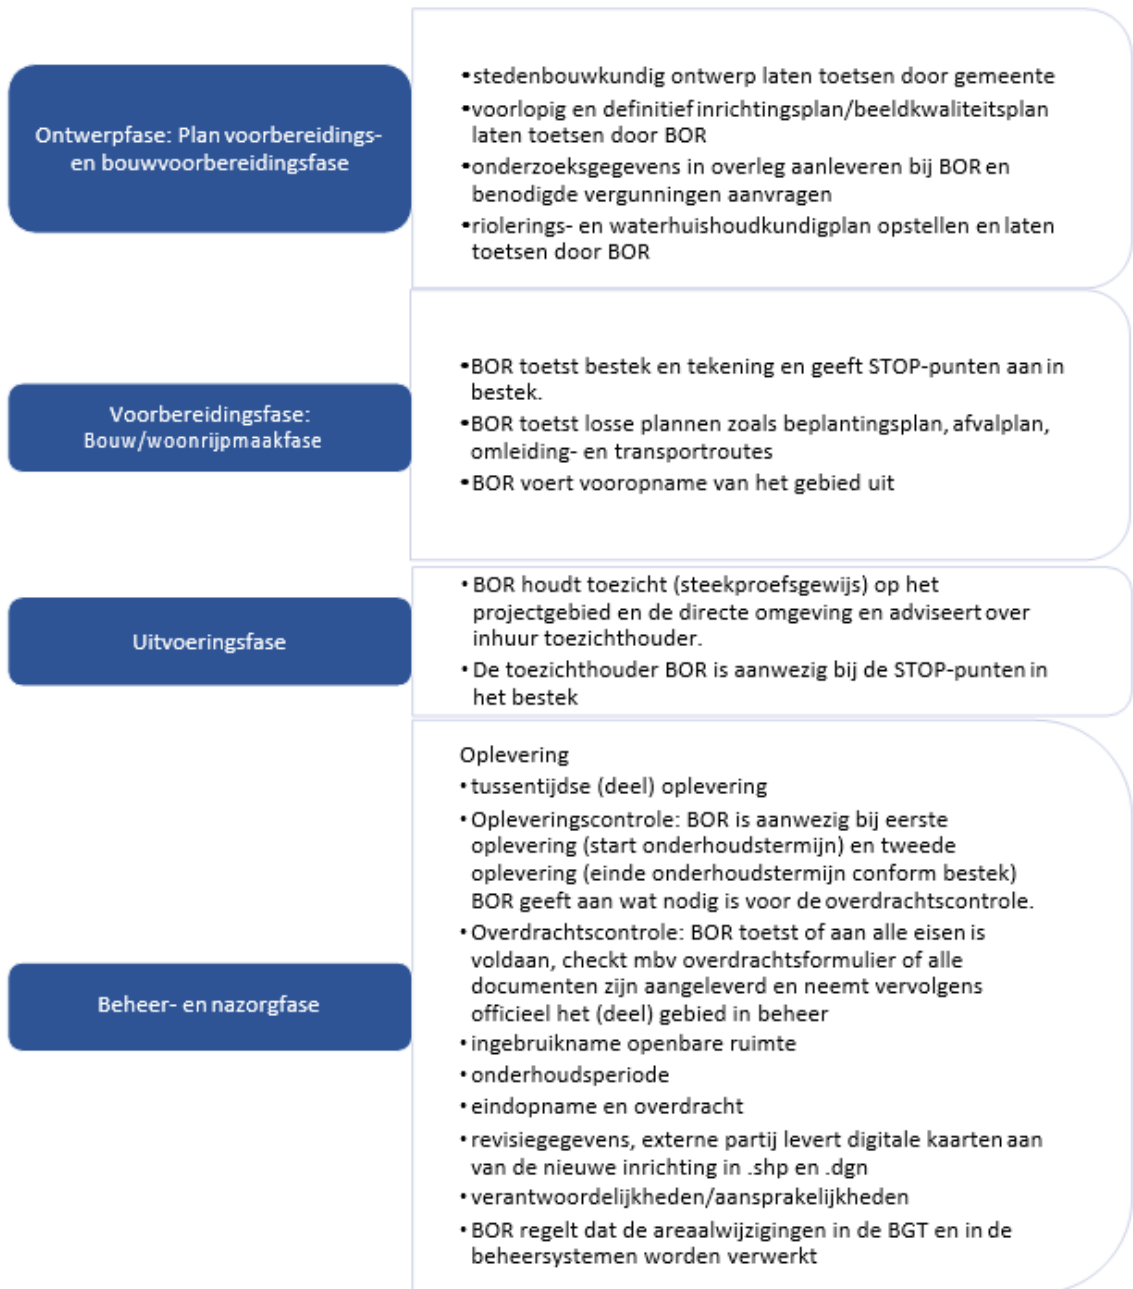 Ontwerpfase: Plan voorbereidings-
en bouwvoorbereidingsfase
•stedenbouwkundig ontwerp laten toetsen door gemeente
•voorlopig en definitief inrichtingsplan/beeldkwaliteitsplan
laten toetsen door BOR
•onderzoeksgegevens in overleg aanleveren bij BOR en
benodigde vergunningen aanvragen
•riolerings- en waterhuishoudkundigplan opstellen en laten
toetsen door BOR
Voorbereidingsfase:
Bouw/woonrijpmaakfase
•BOR toetst bestek en tekening en geeft STOP-punten aan in
bestek.
•BOR toetst losse plannen zoals beplantingsplan, afvalplan,
omleiding- en transportroutes
•BOR voert vooropname van het gebied uit
Uitvoeringsfase
• BOR houdt toezicht (steekproefsgewijs) op het
projectgebied en de directe omgeving en adviseert over
inhuur toezichthouder.
• De toezichthouder BOR is aanwezig bij de STOP-punten in
het bestek
Beheer- en nazorgfase
Oplevering
• tussentijdse (deel) oplevering
• Opleveringscontrole: BOR is aanwezig bij eerste
oplevering (start onderhoudstermijn) en tweede
oplevering (einde onderhoudstermijn conform bestek)
BOR geeft aan wat nodig is voor de overdrachtscontrole.
• Overdrachtscontrole: BOR toetst of aan alle eisen is
voldaan, checkt mbv overdrachtsformulier of alle
documenten zijn aangeleverd en neemt vervolgens
officieel het (deel) gebied in beheer
• ingebruikname openbare ruimte
• onderhoudsperiode
• eindopname en overdracht
• revisiegegevens, externe partij levert digitale kaarten aan
van de nieuwe inrichting in .shp en .dgn
• verantwoordelijkheden/aansprakelijkheden
• BOR regelt dat de areaalwijzigingen in de BGT en in de
beheersystemen worden verwerkt